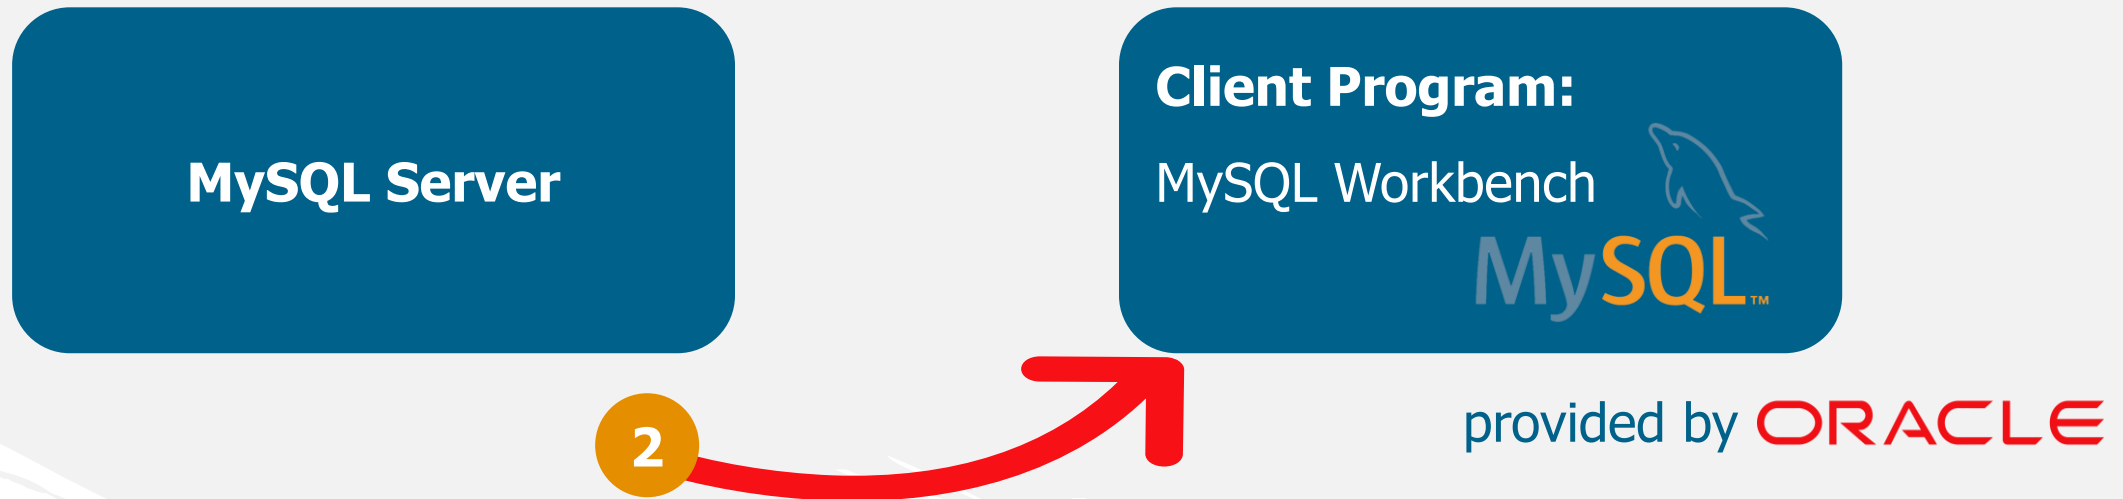 MySQL Server
Client Program:
MySQL Workbench
MySQL™
2
provided by ORACLE